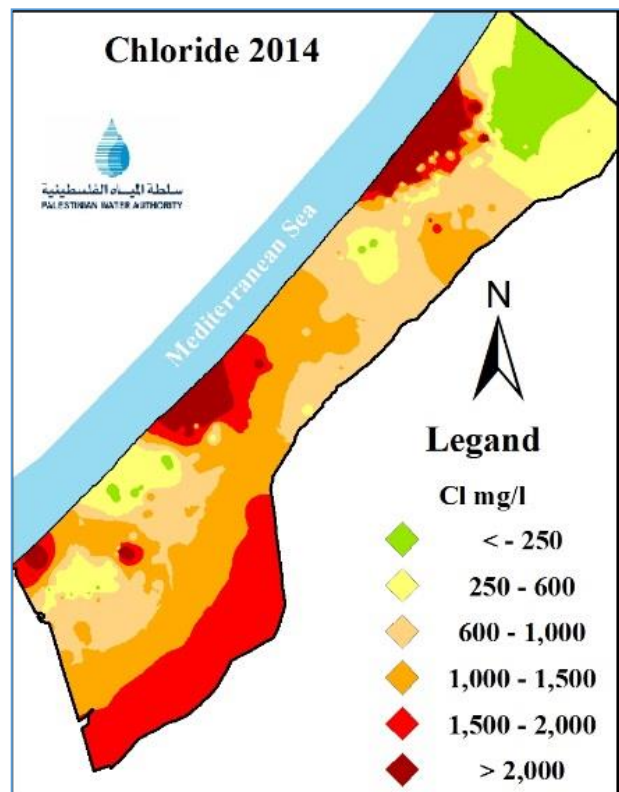 Chloride 2014
سلطة المياه الفلسطينية
PALESTINIAN WATER AUTHORITY
Mediterranean Sea
N
Legand
Cl mg/l
< - 250
250 - 600
600 - 1,000
1,000 - 1,500
1,500 - 2,000
> 2,000